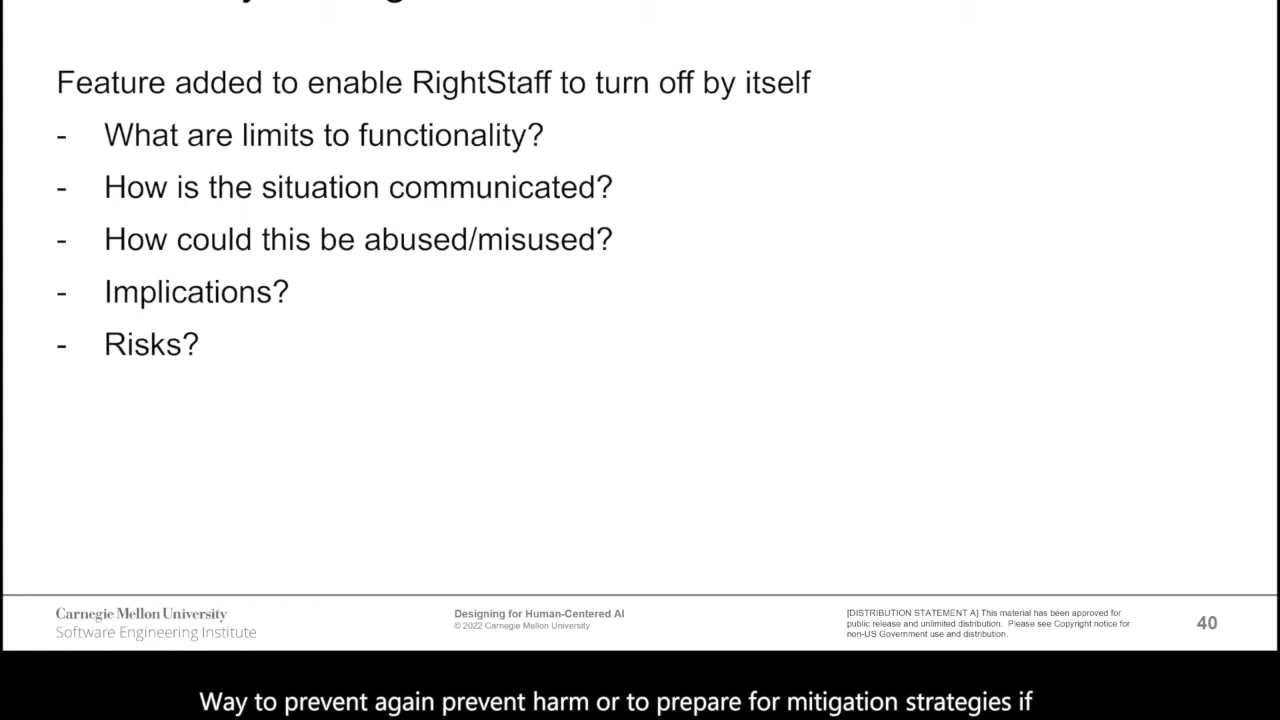 Feature added to enable RightStaff to turn off by itself
- What are limits to functionality?
- How is the situation communicated?
- How could this be abused/misused?
- Implications?
- Risks?
Carnegie Mellon University
Software Engineering Institute
Designing for Human-Centered AI
© 2022 Carnegie Mellon University
[DISTRIBUTION STATEMENT A] This material has been approved for
public release and unlimited distribution. Please see Copyright notice for
non-US Government use and distribution.
40
Way to prevent again prevent harm or to prepare for mitigation strategies if